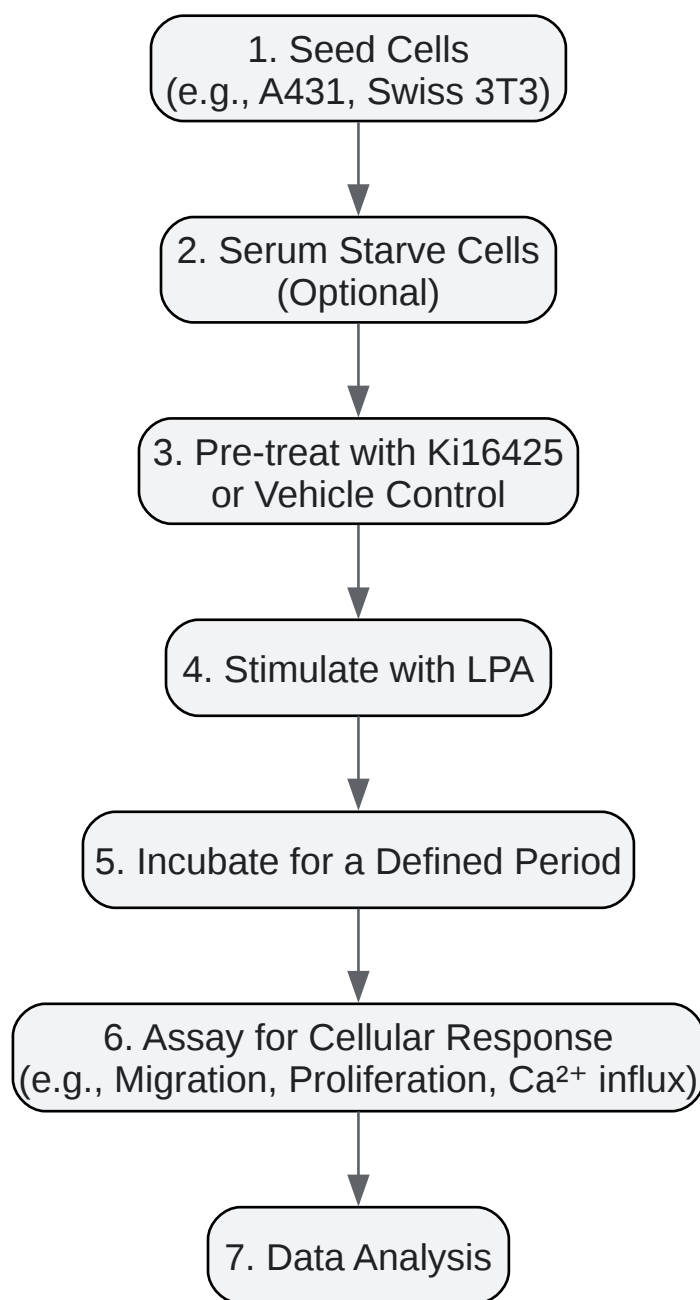 1. Seed Cells
(e.g., A431, Swiss 3T3)
2. Serum Starve Cells
(Optional)
3. Pre-treat with Ki16425
or Vehicle Control
4. Stimulate with LPA
5. Incubate for a Defined Period
6. Assay for Cellular Response
(e.g., Migration, Proliferation, Ca²⁺ influx)
7. Data Analysis